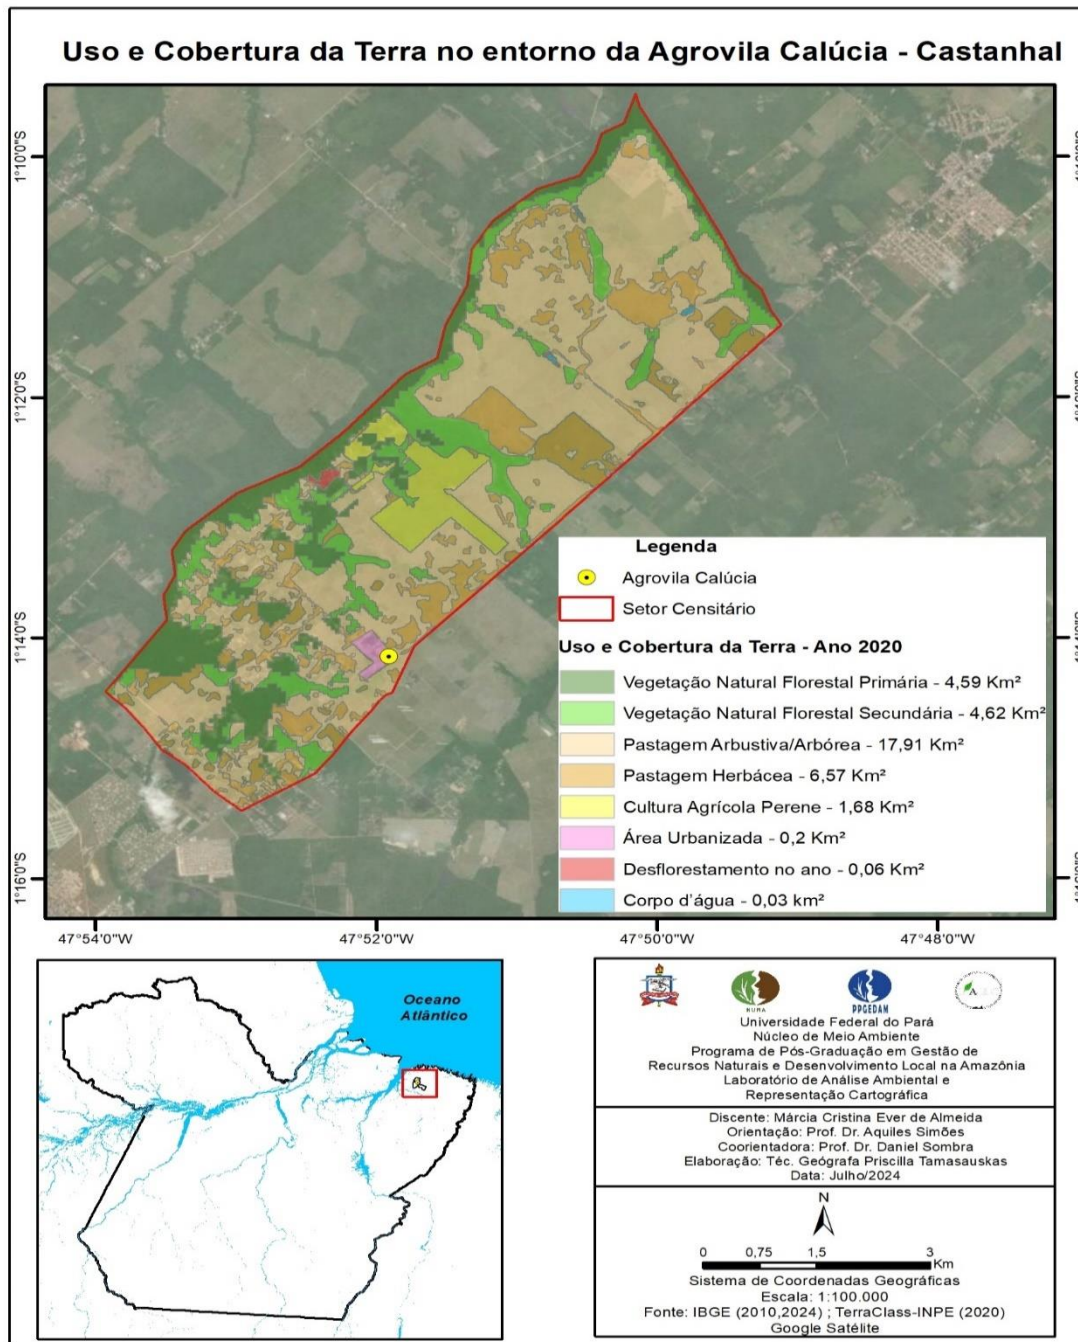 Uso e Cobertura da Terra no entorno da Agrovila Calúcia - Castanhal
1°10'0"S
1°12'0"S
1°14'0"S
1°16'0"S
47°54'0"W
47°52'0"W
47°50'0"W
47°48'0"W
Legenda
Agrovila Calúcia
Setor Censitário
Uso e Cobertura da Terra - Ano 2020
Vegetação Natural Florestal Primária - 4,59 Km²
Vegetação Natural Florestal Secundária - 4,62 Km²
Pastagem Arbustiva/Arbórea - 17,91 Km²
Pastagem Herbácea - 6,57 Km²
Cultura Agrícola Perene - 1,68 Km²
Área Urbanizada - 0,2 Km²
Desflorestamento no ano - 0,06 Km²
Corpo d'água - 0,03 km²
Oceano
Atlântico
NUMA
PPGEDAM
Universidade Federal do Pará
Núcleo de Meio Ambiente
Programa de Pós-Graduação em Gestão de
Recursos Naturais e Desenvolvimento Local na Amazônia
Laboratório de Análise Ambiental e
Representação Cartográfica
Discente: Márcia Cristina Ever de Almeida
Orientação: Prof. Dr. Aquiles Simões
Coorientadora: Prof. Dr. Daniel Sombra
Elaboração: Téc. Geógrafa Priscilla Tamasauskas
Data: Julho/2024
N
0 0,75 1,5 3
Km
Sistema de Coordenadas Geográficas
Escala: 1:100.000
Fonte: IBGE (2010,2024) ; TerraClass-INPE (2020)
Google Satélite